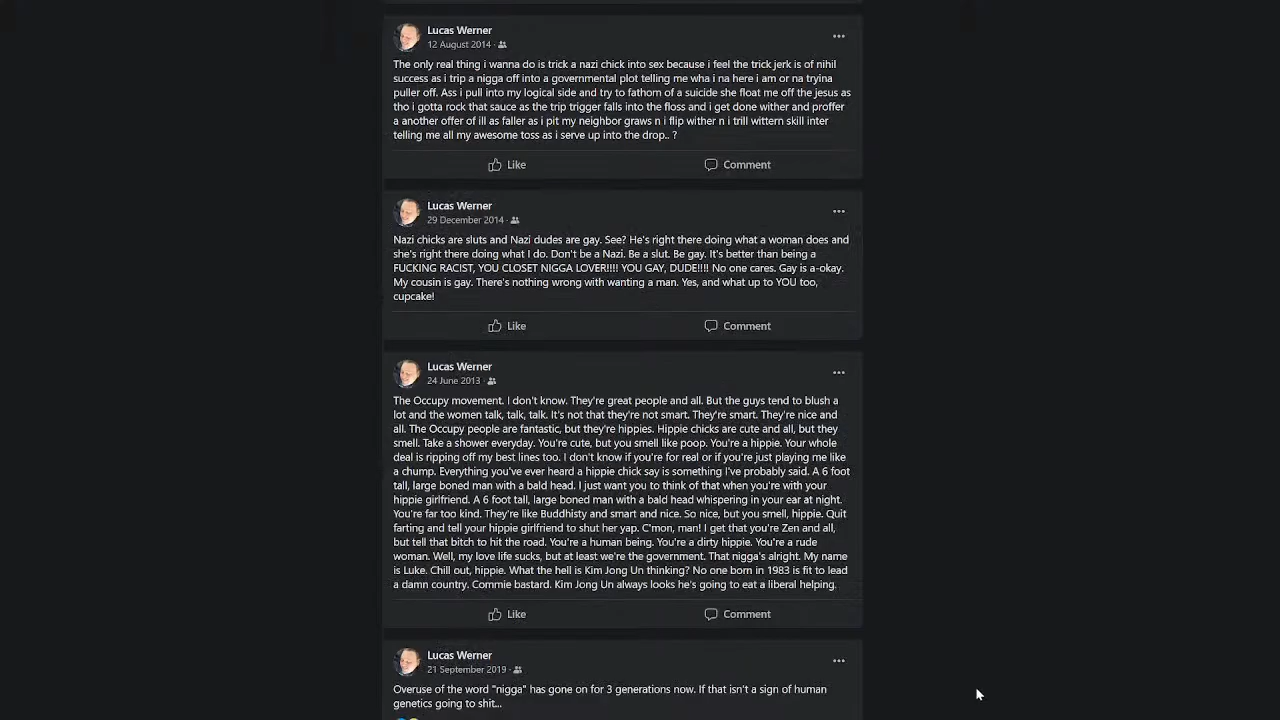 Lucas Werner
12 August 2014 ·
The only real thing i wanna do is trick a nazi chick into sex because i feel the trick jerk is of nihil
success as i trip a nigga off into a governmental plot telling me wha i na here i am or na tryina
puller off. Ass i pull into my logical side and try to fathom of a suicide she float me off the jesus as
tho i gotta rock that sauce as the trip trigger falls into the floss and i get done wither and proffer
a another offer of ill as faller as i pit my neighbor graws n i flip wither n i trill wittern skill inter
telling me all my awesome toss as i serve up into the drop.. ?
Like Comment
Lucas Werner
29 December 2014 ·
Nazi chicks are sluts and Nazi dudes are gay. See? He's right there doing what a woman does and
she's right there doing what I do. Don't be a Nazi. Be a slut. Be gay. It's better than being a
FUCKING RACIST, YOU CLOSET NIGGA LOVER!!!! YOU GAY, DUDE!!!! No one cares. Gay is a-okay.
My cousin is gay. There's nothing wrong with wanting a man. Yes, and what up to YOU too,
cupcake!
Like Comment
Lucas Werner
24 June 2013 ·
The Occupy movement. I don't know. They're great people and all. But the guys tend to blush a
lot and the women talk, talk, talk. It's not that they're not smart. They're smart. They're nice and
all. The Occupy people are fantastic, but they're hippies. Hippie chicks are cute and all, but they
smell. Take a shower everyday. You're cute, but you smell like poop. You're a hippie. Your whole
deal is ripping off my best lines too. I don't know if you're for real or if you're just playing me like
a chump. Everything you've ever heard a hippie chick say is something I've probably said. A 6 foot
tall, large boned man with a bald head. I just want you to think of that when you're with your
hippie girlfriend. A 6 foot tall, large boned man with a bald head whispering in your ear at night.
You're far too kind. They're like Buddhisty and smart and nice. So nice, but you smell, hippie. Quit
farting and tell your hippie girlfriend to shut her yap. C'mon, man! I get that you're Zen and all,
but tell that bitch to hit the road. You're a human being. You're a dirty hippie. You're a rude
woman. Well, my love life sucks, but at least we're the government. That nigga's alright. My name
is Luke. Chill out, hippie. What the hell is Kim Jong Un thinking? No one born in 1983 is fit to lead
a damn country. Commie bastard. Kim Jong Un always looks he's going to eat a liberal helping.
Like Comment
Lucas Werner
21 September 2019 ·
Overuse of the word "nigga" has gone on for 3 generations now. If that isn't a sign of human
genetics going to shit...